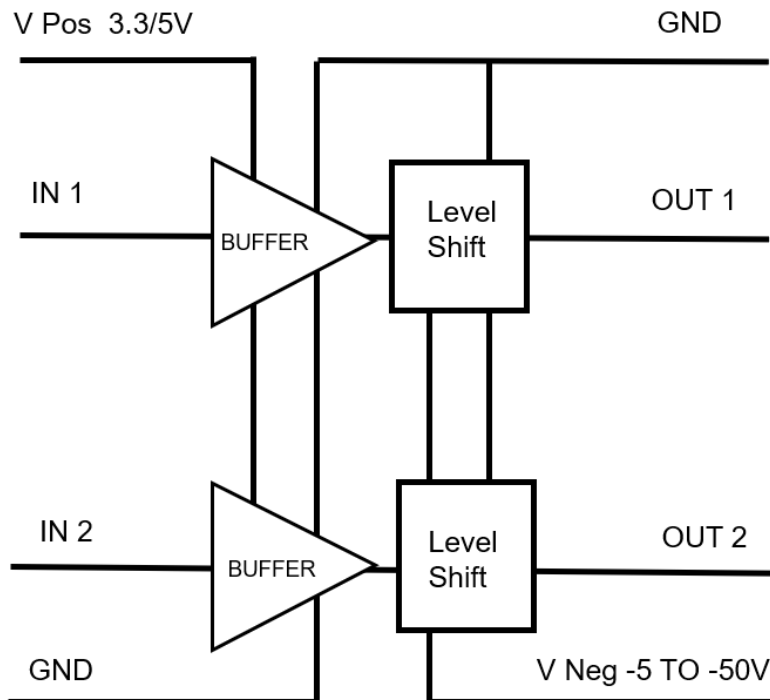 V Pos  3.3/5V
GND
IN 1
OUT 1
BUFFER
Level
Shift
IN 2
OUT 2
BUFFER
Level
Shift
GND
V Neg -5 TO -50V